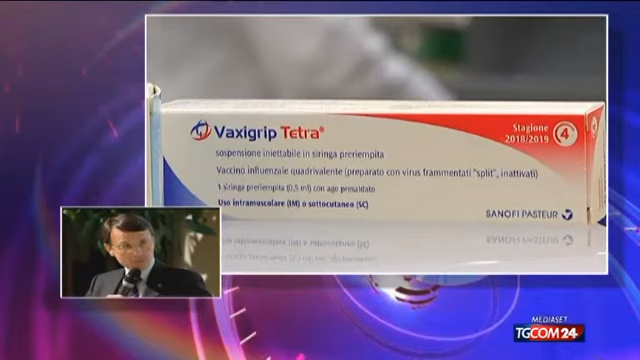 Vaxigrip Tetra®
Stagione
2018/2019
4
sospensione iniettabile in siringa preriempita
Vaccino influenzale quadrivalente (preparato con virus frammentati "split", inattivati)
1 siringa preriempita (0,5 ml) con ago presaldato
Uso intramuscolare (IM) o sottocutaneo (SC)
SANOFI PASTEUR
MEDIASET
TGCOM24